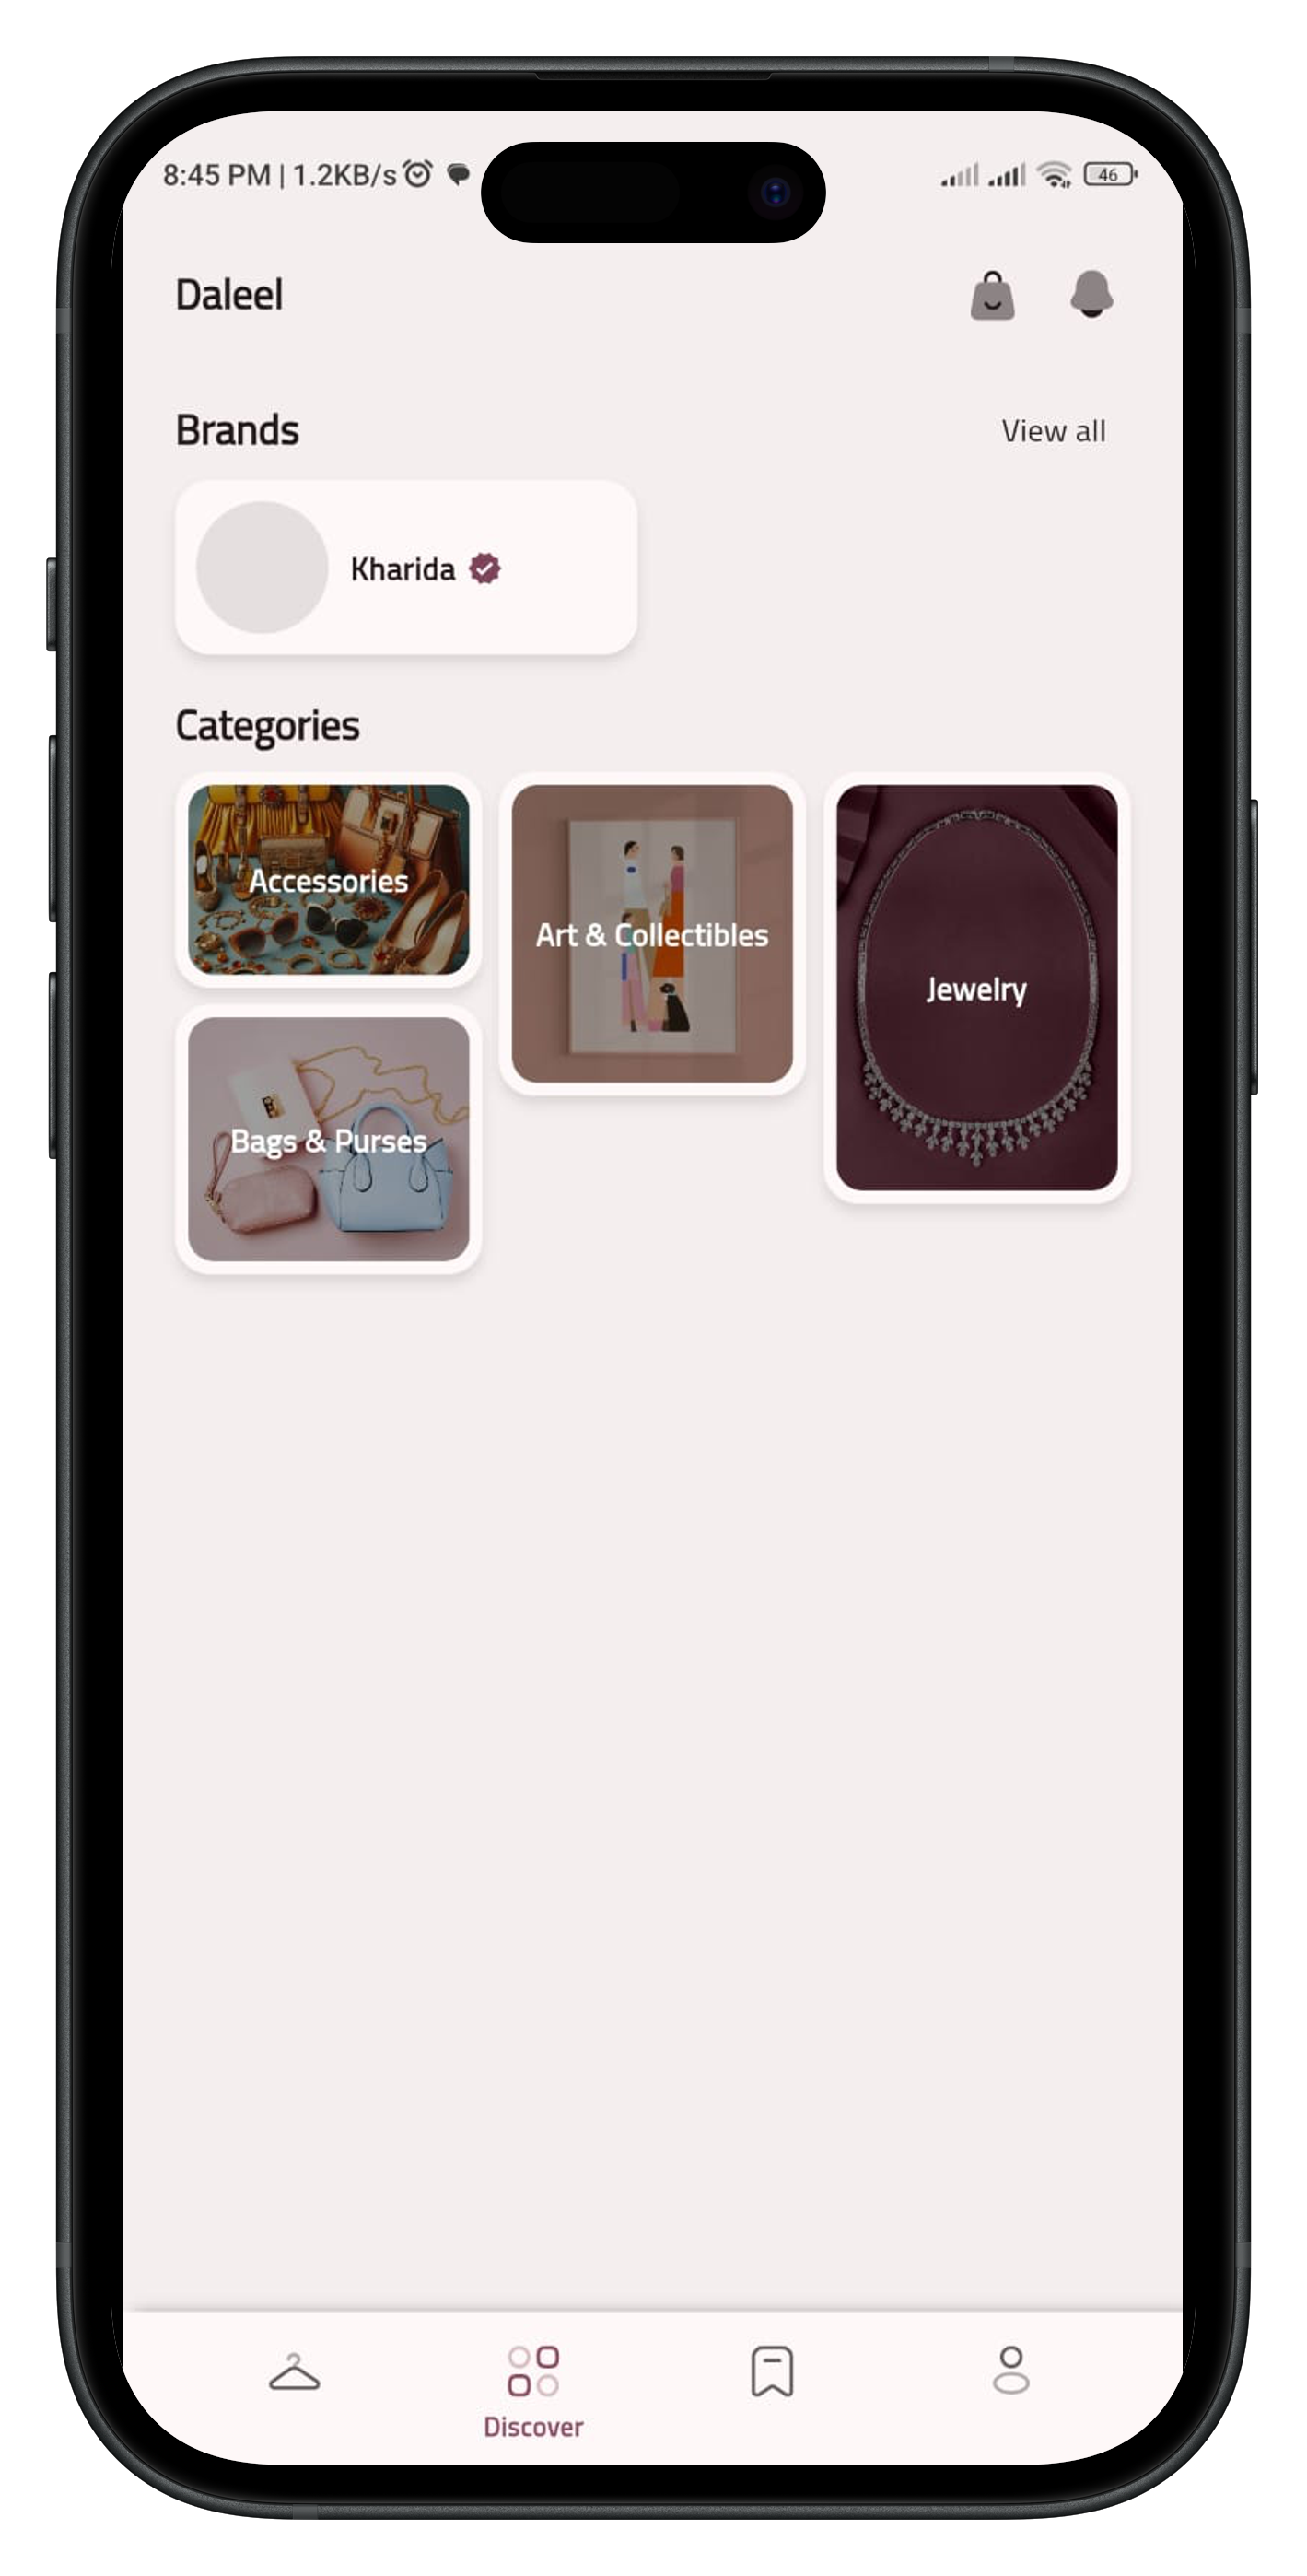 8:45 PM | 1.2KB/s
46
Daleel
Brands
View all
Kharida
Categories
Accessories
Art & Collectibles
Jewelry
Bags & Purses
Discover